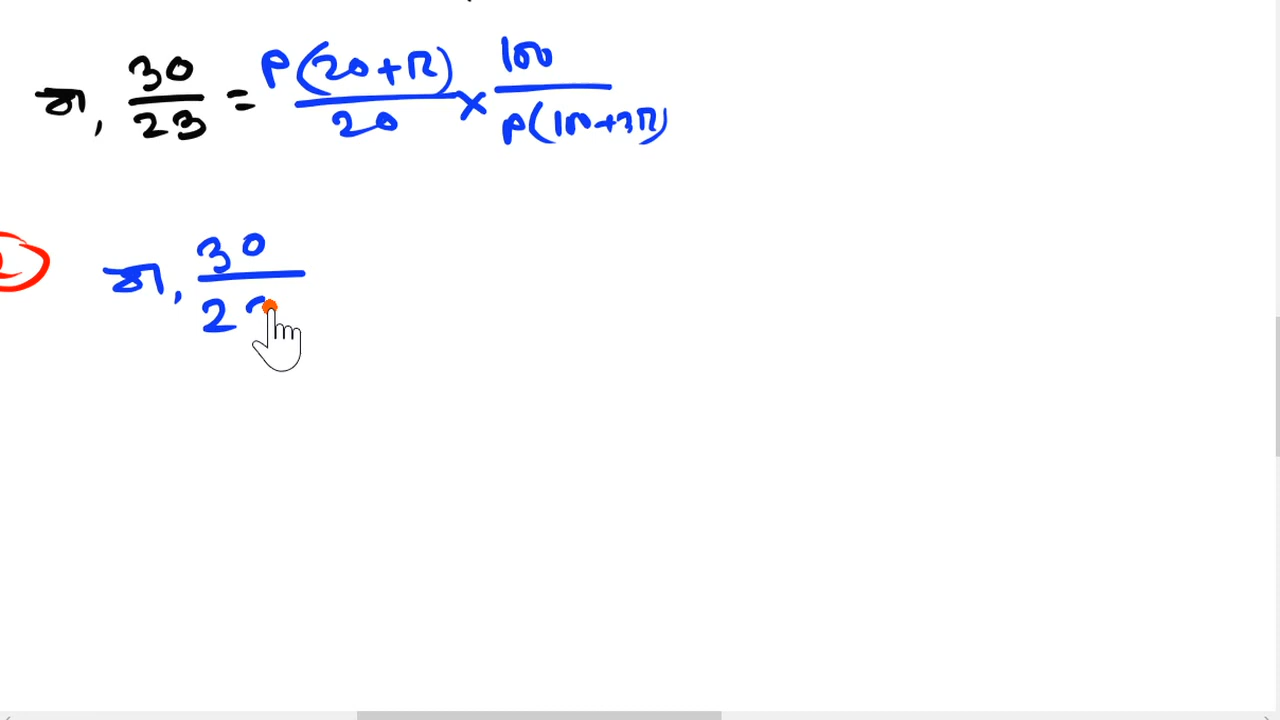 বা, 30/23 = P(20+R)/20 × 100/P(100+3R)
বা, 30/2